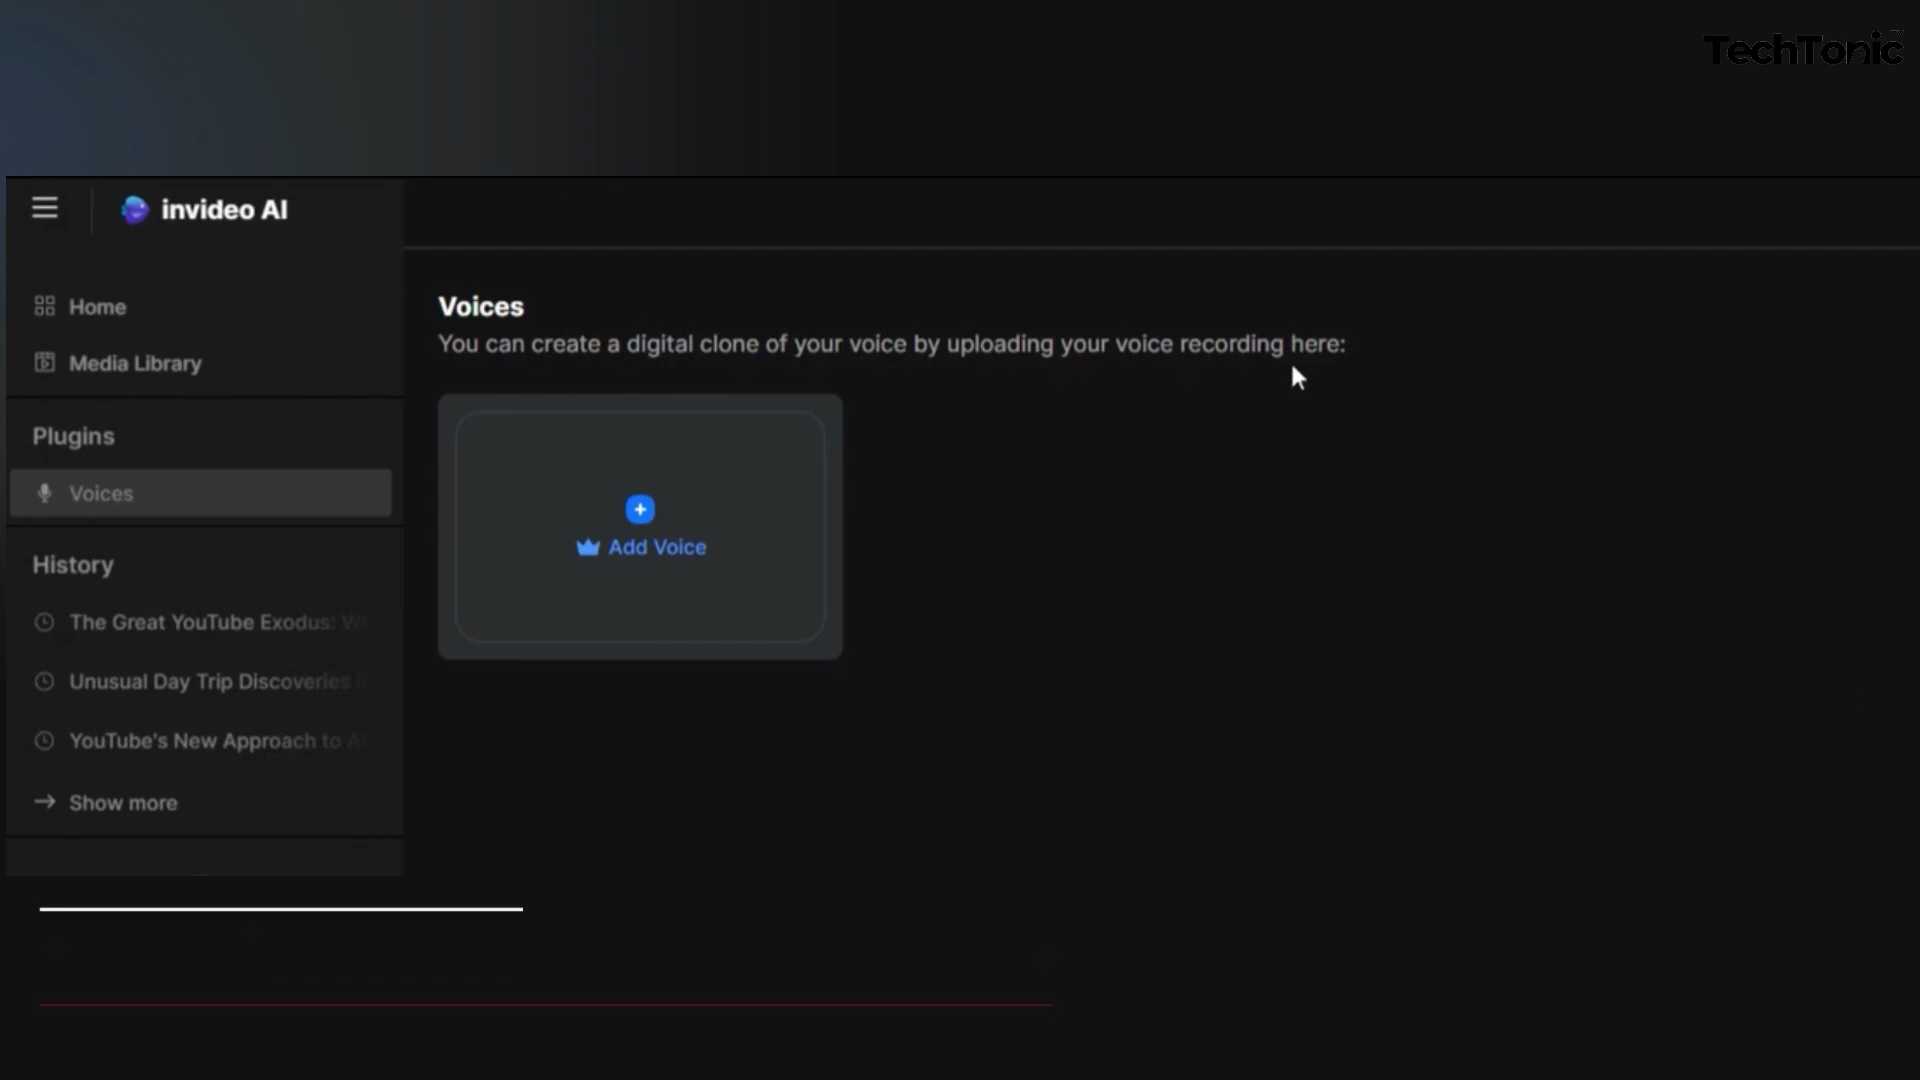 TechTonic
invideo AI
Home
Media Library
Plugins
Voices
History
The Great YouTube Exodus:
Unusual Day Trip Discoveries
YouTube's New Approach to
Show more
Voices
You can create a digital clone of your voice by uploading your voice recording here:
Add Voice